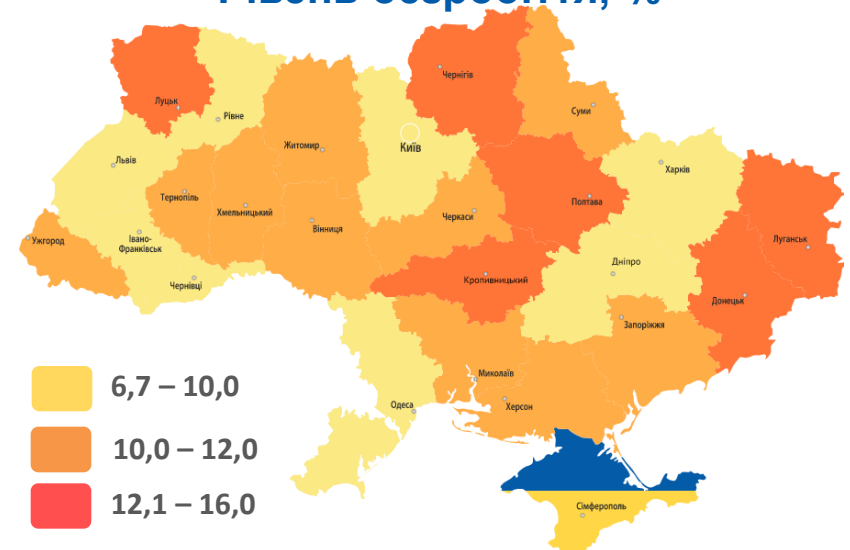 Рівень безробіття, %
Чернігів
Луцьк
Суми
Рівне
Житомир
Київ
Львів
Харків
Тернопіль
Хмельницький
Полтава
Черкаси
Вінниця
Ужгород
Івано-
Франківськ
Луганськ
Дніпро
Кропивницький
Чернівці
Донецьк
Запоріжжя
Миколаїв
6,7 – 10,0
Одеса
Херсон
10,0 – 12,0
12,1 – 16,0
Сімферополь